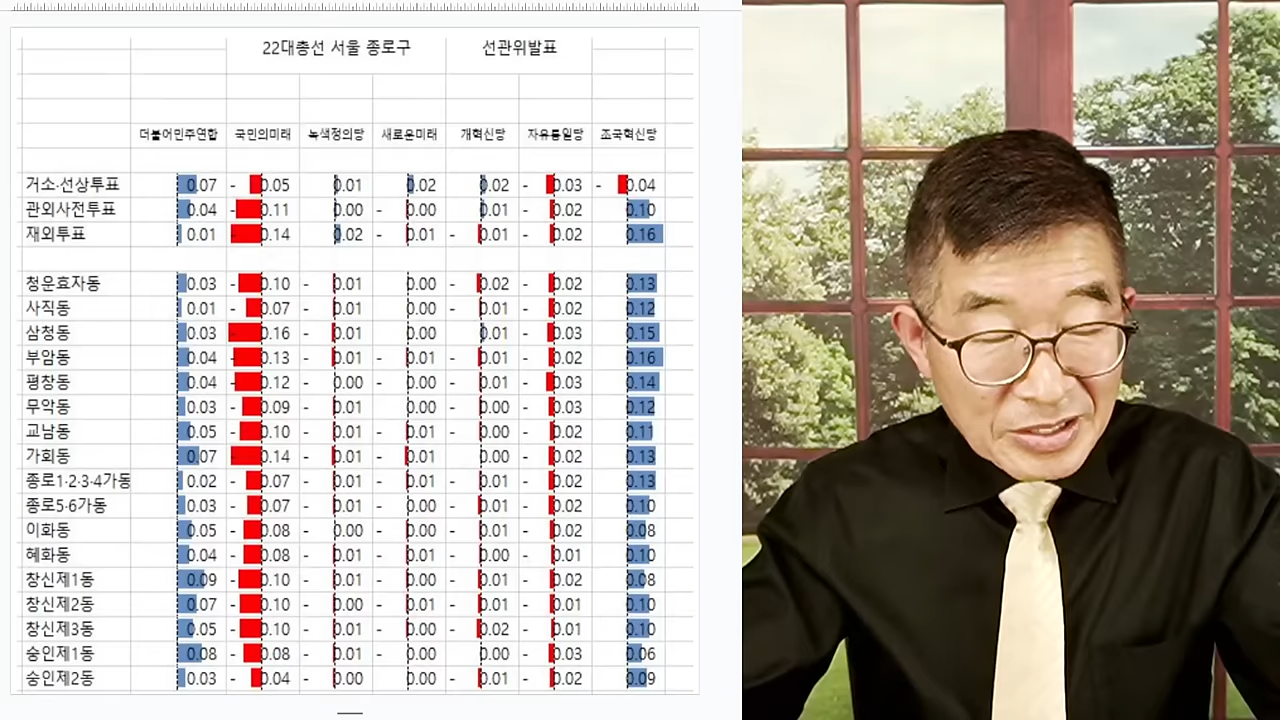 22대총선 서울 종로구 선관위발표
더불어민주연합 국민의미래 녹색정의당 새로운미래 개혁신당 자유통일당 조국혁신당
거소·선상투표 0.07 - 0.05 0.01 0.02 0.02 - 0.03 - 0.04
관외사전투표 0.04 - 0.11 0.00 - 0.00 0.01 - 0.02 0.10
재외투표 0.01 - 0.14 0.02 - 0.01 - 0.01 - 0.02 0.16
청운효자동 0.03 - 0.10 - 0.01 0.00 - 0.02 - 0.02 0.13
사직동 0.01 - 0.07 - 0.01 0.00 - 0.01 - 0.02 0.12
삼청동 0.03 - 0.16 - 0.01 0.00 0.01 - 0.03 0.15
부암동 0.04 - 0.13 - 0.01 - 0.01 - 0.01 - 0.02 0.16
평창동 0.04 - 0.12 - 0.00 - 0.00 - 0.01 - 0.03 0.14
무악동 0.03 - 0.09 - 0.01 - 0.00 - 0.00 - 0.03 0.12
교남동 0.05 - 0.10 - 0.01 - 0.01 - 0.00 - 0.02 0.11
가회동 0.07 - 0.14 - 0.01 - 0.01 - 0.00 - 0.02 0.13
종로1·2·3·4가동 0.02 - 0.07 - 0.01 - 0.00 - 0.01 - 0.02 0.13
종로5·6가동 0.03 - 0.07 - 0.01 0.00 - 0.01 - 0.02 0.10
이화동 0.05 - 0.08 - 0.00 - 0.00 - 0.01 - 0.02 0.08
혜화동 0.04 - 0.08 - 0.01 - 0.01 - 0.00 - 0.01 0.10
창신제1동 0.09 - 0.10 - 0.01 - 0.00 - 0.01 - 0.02 0.08
창신제2동 0.07 - 0.10 - 0.00 - 0.01 - 0.01 - 0.01 0.10
창신제3동 0.05 - 0.10 - 0.01 - 0.00 - 0.02 - 0.01 0.10
숭인제1동 0.08 - 0.08 - 0.01 - 0.00 0.00 - 0.03 0.06
숭인제2동 0.03 - 0.04 - 0.00 - 0.00 - 0.01 - 0.02 0.09